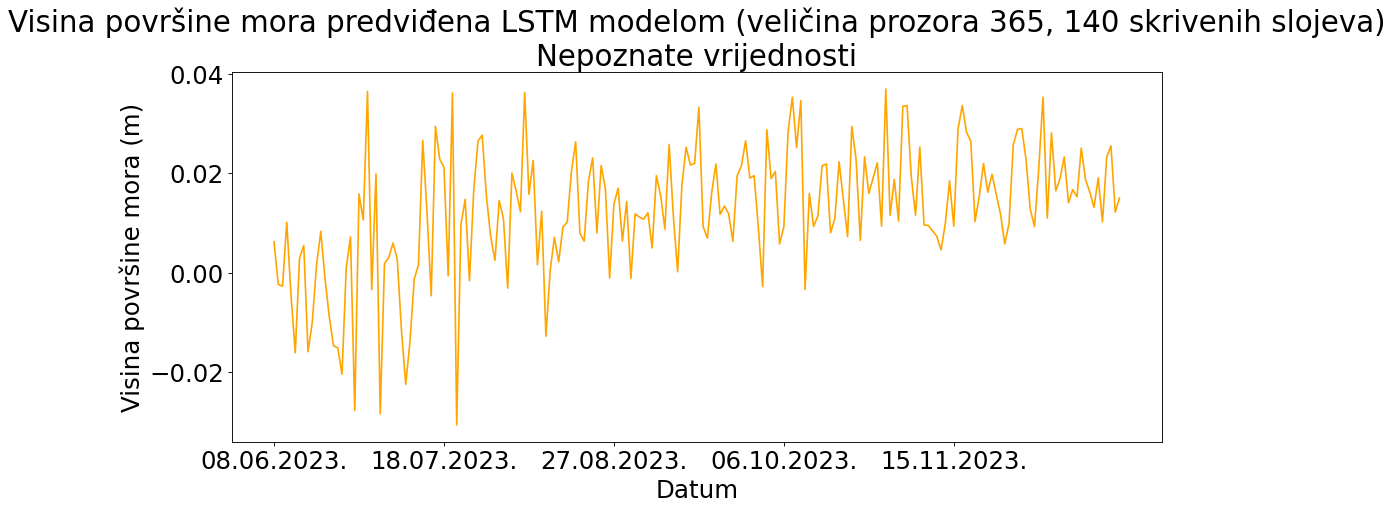 Visina površine mora predviđena LSTM modelom (veličina prozora 365, 140 skrivenih slojeva)
Nepoznate vrijednosti
Visina površine mora (m)
0.04
0.02
0.00
−0.02
08.06.2023. 18.07.2023. 27.08.2023. 06.10.2023. 15.11.2023.
Datum